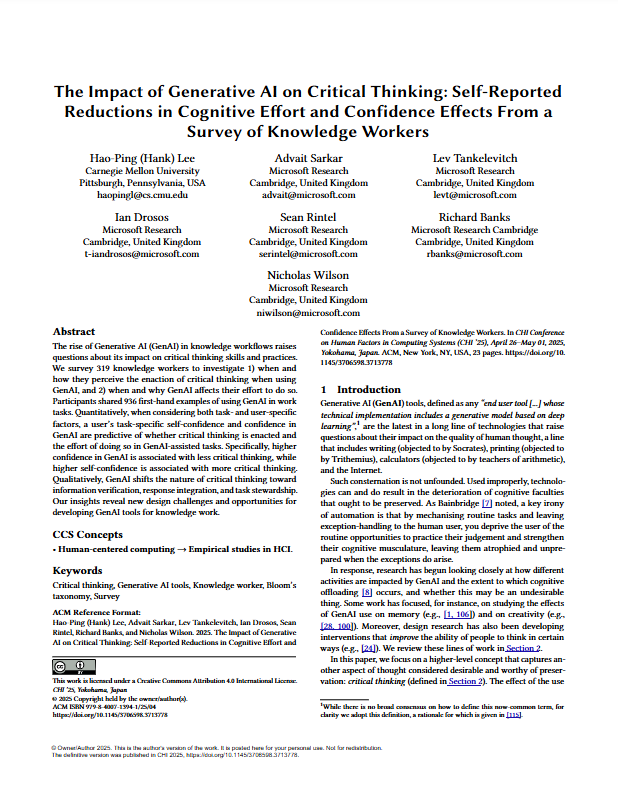 The Impact of Generative AI on Critical Thinking: Self-Reported
Reductions in Cognitive Effort and Confidence Effects From a
Survey of Knowledge Workers
Hao-Ping (Hank) Lee
Carnegie Mellon University
Pittsburgh, Pennsylvania, USA
haopingl@cs.cmu.edu
Advait Sarkar
Microsoft Research
Cambridge, United Kingdom
advait@microsoft.com
Lev Tankelevitch
Microsoft Research
Cambridge, United Kingdom
levt@microsoft.com
Ian Drosos
Microsoft Research
Cambridge, United Kingdom
t-iandrosos@microsoft.com
Sean Rintel
Microsoft Research
Cambridge, United Kingdom
serintel@microsoft.com
Richard Banks
Microsoft Research Cambridge
Cambridge, United Kingdom
rbanks@microsoft.com
Nicholas Wilson
Microsoft Research
Cambridge, United Kingdom
niwilson@microsoft.com
Abstract
The rise of Generative AI (GenAI) in knowledge workflows raises
questions about its impact on critical thinking skills and practices.
We survey 319 knowledge workers to investigate 1) when and
how they perceive the enaction of critical thinking when using
GenAI, and 2) when and why GenAI affects their effort to do so.
Participants shared 936 first-hand examples of using GenAI in work
tasks. Quantitatively, when considering both task- and user-specific
factors, a user's task-specific self-confidence and confidence in
GenAI are predictive of whether critical thinking is enacted and
the effort of doing so in GenAI-assisted tasks. Specifically, higher
confidence in GenAI is associated with less critical thinking, while
higher self-confidence is associated with more critical thinking.
Qualitatively, GenAI shifts the nature of critical thinking toward
information verification, response integration, and task stewardship.
Our insights reveal new design challenges and opportunities for
developing GenAI tools for knowledge work.
CCS Concepts
• Human-centered computing → Empirical studies in HCI.
Keywords
Critical thinking, Generative AI tools, Knowledge worker, Bloom's
taxonomy, Survey
ACM Reference Format:
Hao-Ping (Hank) Lee, Advait Sarkar, Lev Tankelevitch, Ian Drosos, Sean
Rintel, Richard Banks, and Nicholas Wilson. 2025. The Impact of Generative
AI on Critical Thinking: Self-Reported Reductions in Cognitive Effort and
cc BY
This work is licensed under a Creative Commons Attribution 4.0 International License.
CHI '25, Yokohama, Japan
© 2025 Copyright held by the owner/author(s).
ACM ISBN 979-8-4007-1394-1/25/04
https://doi.org/10.1145/3706598.3713778
Confidence Effects From a Survey of Knowledge Workers. In CHI Conference
on Human Factors in Computing Systems (CHI '25), April 26–May 01, 2025,
Yokohama, Japan. ACM, New York, NY, USA, 23 pages. https://doi.org/10.
1145/3706598.3713778
1 Introduction
Generative AI (GenAI) tools, defined as any "end user tool [...] whose
technical implementation includes a generative model based on deep
learning",1 are the latest in a long line of technologies that raise
questions about their impact on the quality of human thought, a line
that includes writing (objected to by Socrates), printing (objected to
by Trithemius), calculators (objected to by teachers of arithmetic),
and the Internet.
Such consternation is not unfounded. Used improperly, technolo-
gies can and do result in the deterioration of cognitive faculties
that ought to be preserved. As Bainbridge [7] noted, a key irony
of automation is that by mechanising routine tasks and leaving
exception-handling to the human user, you deprive the user of the
routine opportunities to practice their judgement and strengthen
their cognitive musculature, leaving them atrophied and unpre-
pared when the exceptions do arise.
In response, research has begun looking closely at how different
activities are impacted by GenAI and the extent to which cognitive
offloading [8] occurs, and whether this may be an undesirable
thing. Some work has focused, for instance, on studying the effects
of GenAI use on memory (e.g., [1, 106]) and on creativity (e.g.,
[28, 100]). Moreover, design research has also been developing
interventions that improve the ability of people to think in certain
ways (e.g., [24]). We review these lines of work in Section 2.
In this paper, we focus on a higher-level concept that captures an-
other aspect of thought considered desirable and worthy of preser-
vation: critical thinking (defined in Section 2). The effect of the use
1While there is no broad consensus on how to define this now-common term, for
clarity we adopt this definition, a rationale for which is given in [115].
© Owner/Author 2025. This is the author's version of the work. It is posted here for your personal use. Not for redistribution.
The definitive version was published in CHI 2025, https://doi.org/10.1145/3706598.3713778.